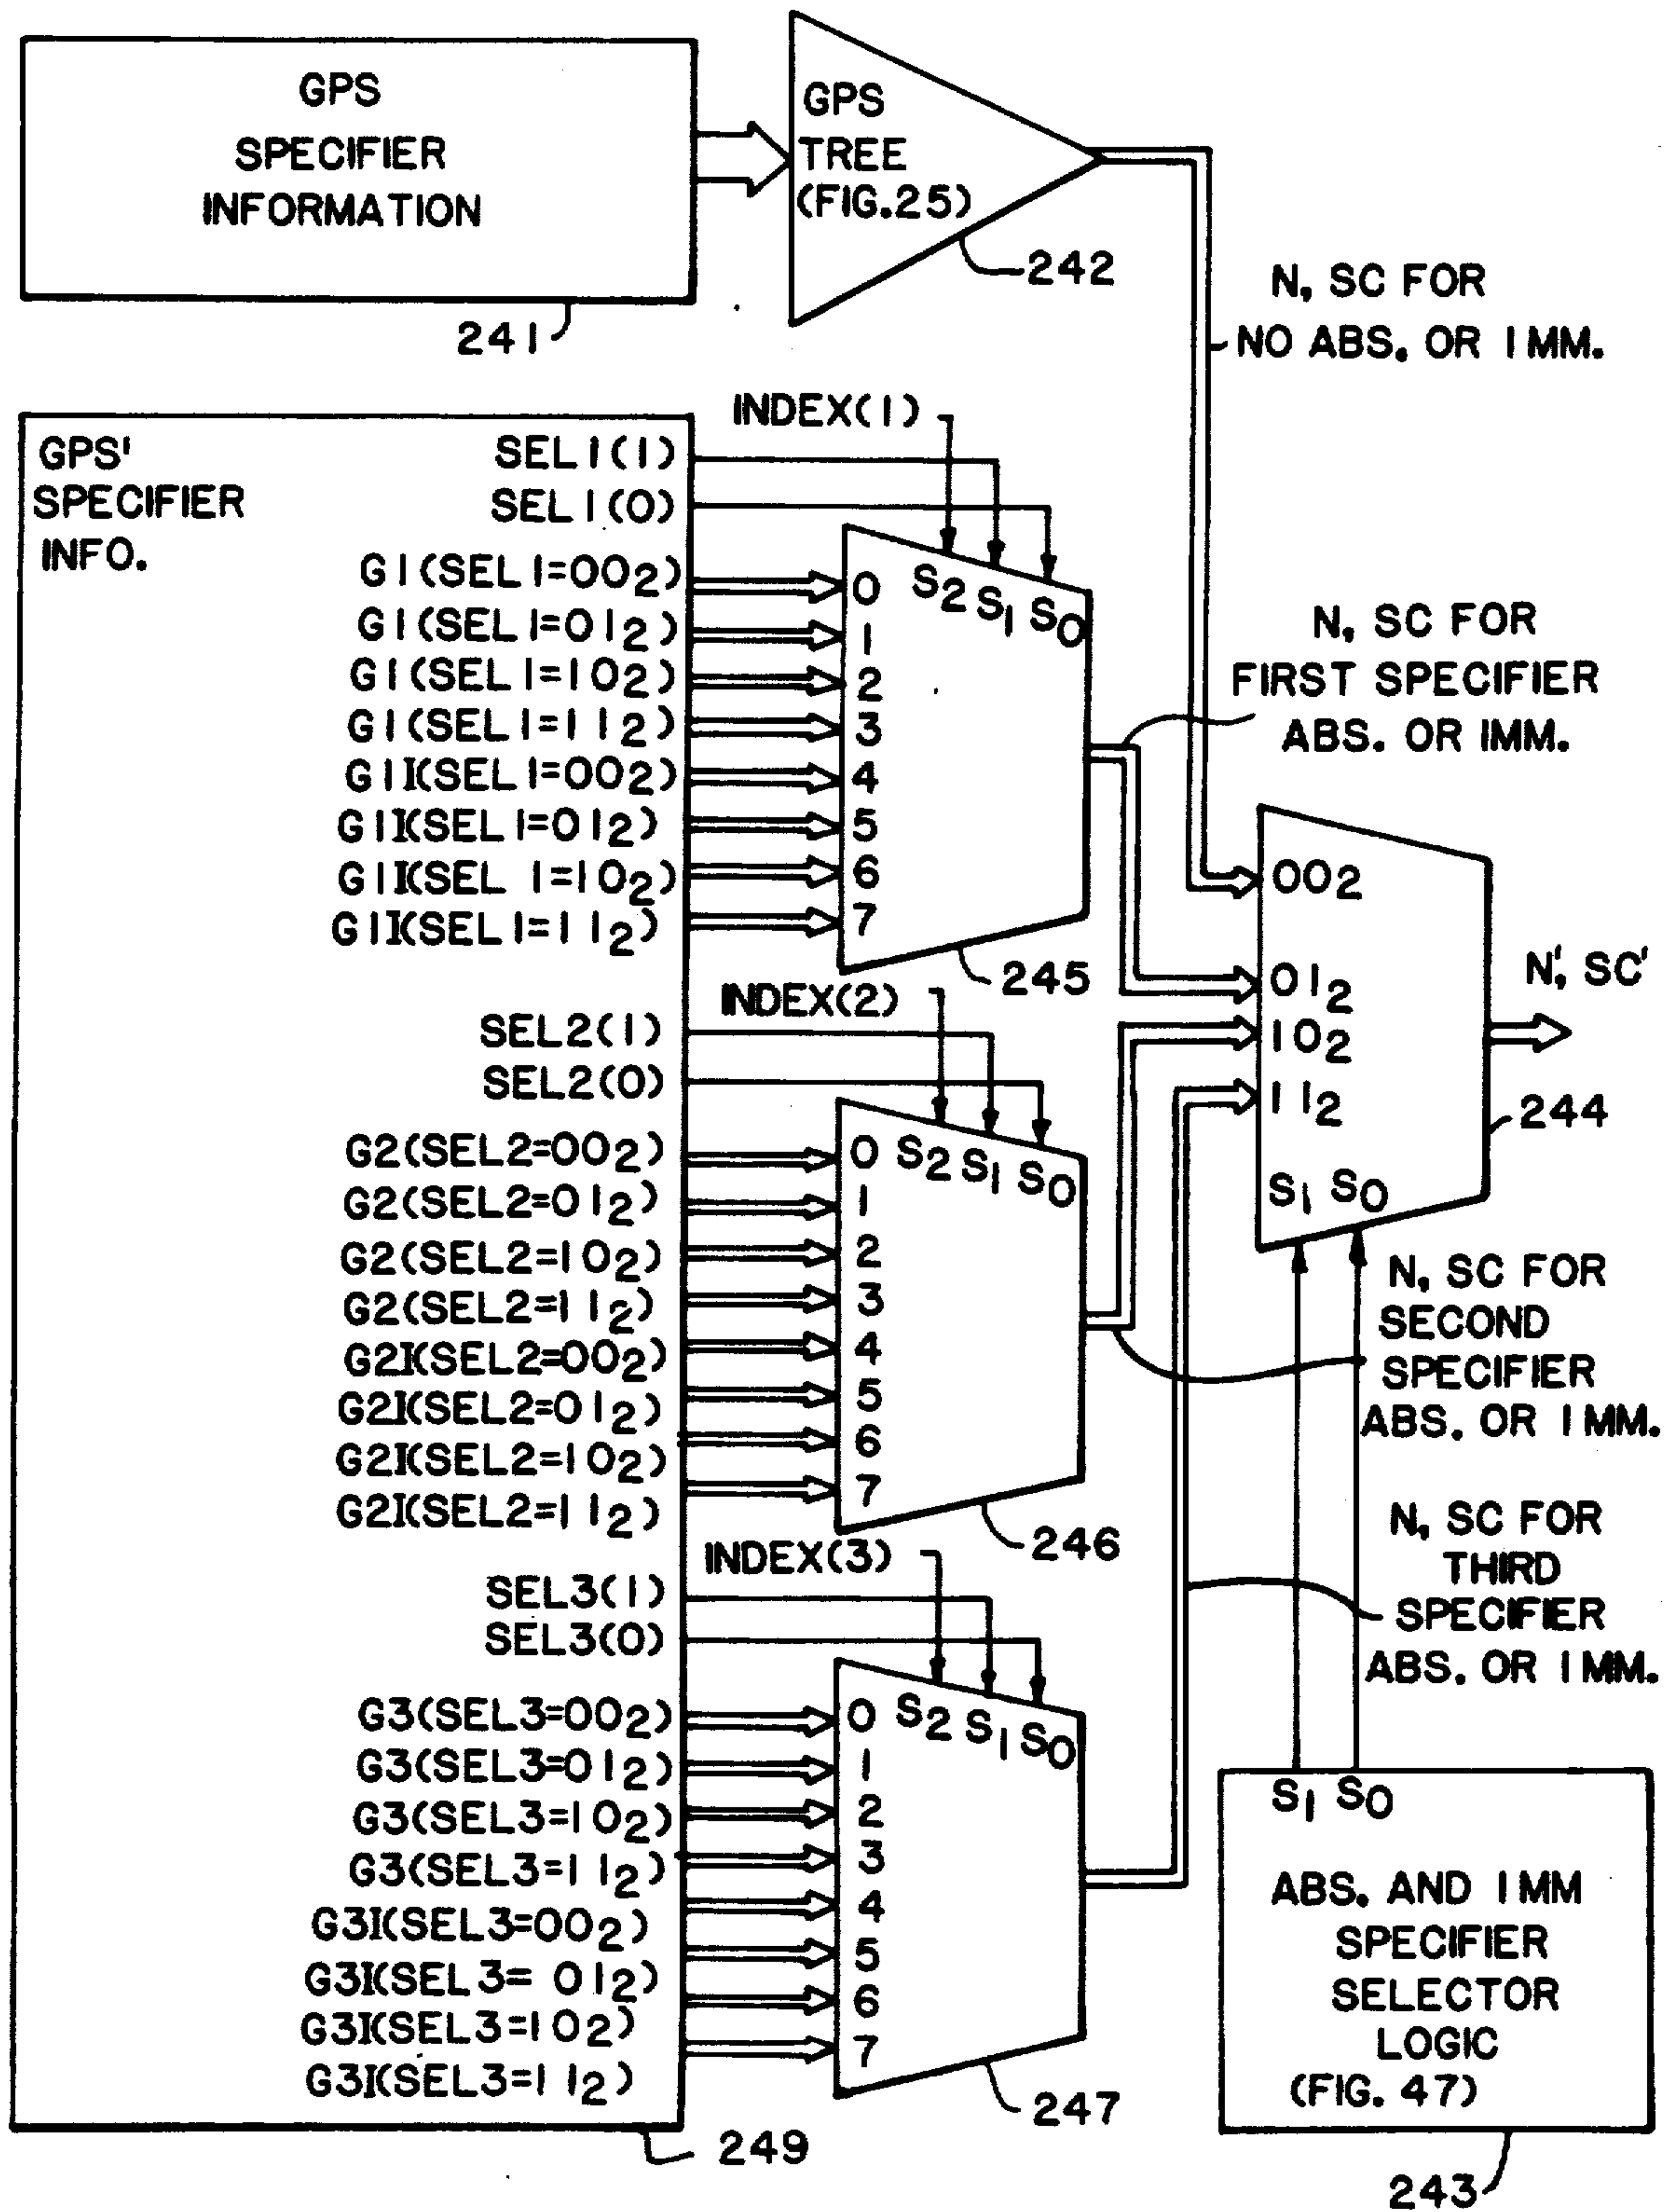 GPS
SPECIFIER
INFORMATION
241
GPS
TREE
(FIG.25)
242
N, SC FOR
NO ABS. OR IMM.
GPS'
SPECIFIER
INFO.
INDEX(1)
SEL1(1)
SEL1(0)
G1(SEL1=00₂)
G1(SEL1=01₂)
G1(SEL1=10₂)
G1(SEL1=11₂)
G1I(SEL1=00₂)
G1I(SEL1=01₂)
G1I(SEL 1=10₂)
G1I(SEL1=11₂)
S₂ S₁ S₀
0
1
2
3
4
5
6
7
245
N, SC FOR
FIRST SPECIFIER
ABS. OR IMM.
INDEX(2)
SEL2(1)
SEL2(0)
G2(SEL2=00₂)
G2(SEL2=01₂)
G2(SEL2=10₂)
G2(SEL2=11₂)
G2I(SEL2=00₂)
G2I(SEL2=01₂)
G2I(SEL2=10₂)
G2I(SEL2=11₂)
S₂ S₁ S₀
0
1
2
3
4
5
6
7
246
00₂
01₂
10₂
11₂
S₁ S₀
N', SC'
244
N, SC FOR
SECOND
SPECIFIER
ABS. OR IMM.
INDEX(3)
SEL3(1)
SEL3(0)
G3(SEL3=00₂)
G3(SEL3=01₂)
G3(SEL3=10₂)
G3(SEL3=11₂)
G3I(SEL3=00₂)
G3I(SEL3= 01₂)
G3I(SEL3=10₂)
G3I(SEL3=11₂)
S₂ S₁ S₀
0
1
2
3
4
5
6
7
247
249
N, SC FOR
THIRD
SPECIFIER
ABS. OR IMM.
S₁ S₀
ABS. AND IMM
SPECIFIER
SELECTOR
LOGIC
(FIG. 47)
243